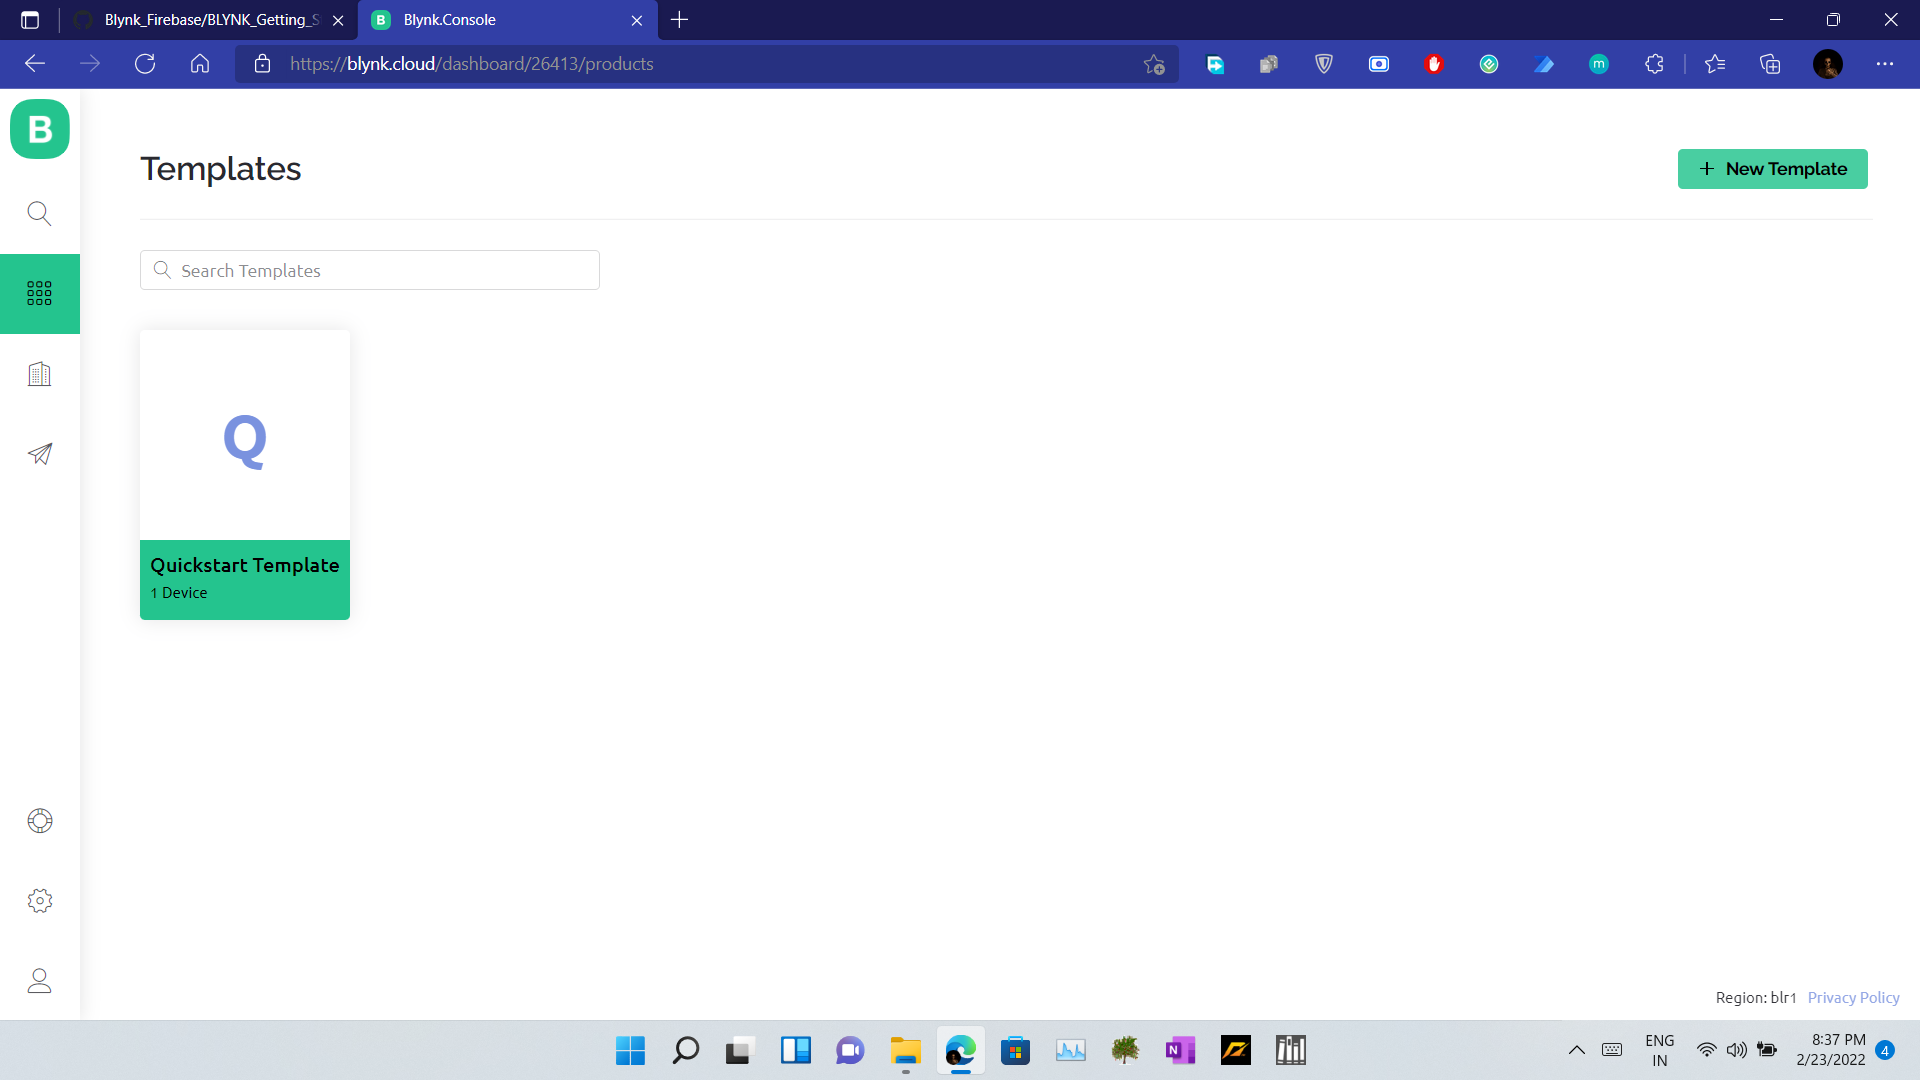 Blynk_Firebase/BLYNK_Getting_S
B Blynk.Console
https://blynk.cloud/dashboard/26413/products
m
B
Templates
+ New Template
Search Templates
Q
Quickstart Template
1 Device
Region: blr1 Privacy Policy
N
ENG
IN
8:37 PM
2/23/2022
4